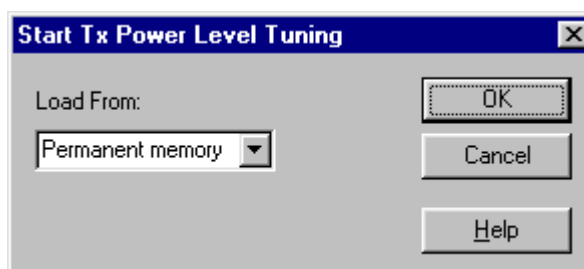 Start Tx Power Level Tuning
Load From:
OK
Permanent memory
Cancel
Help